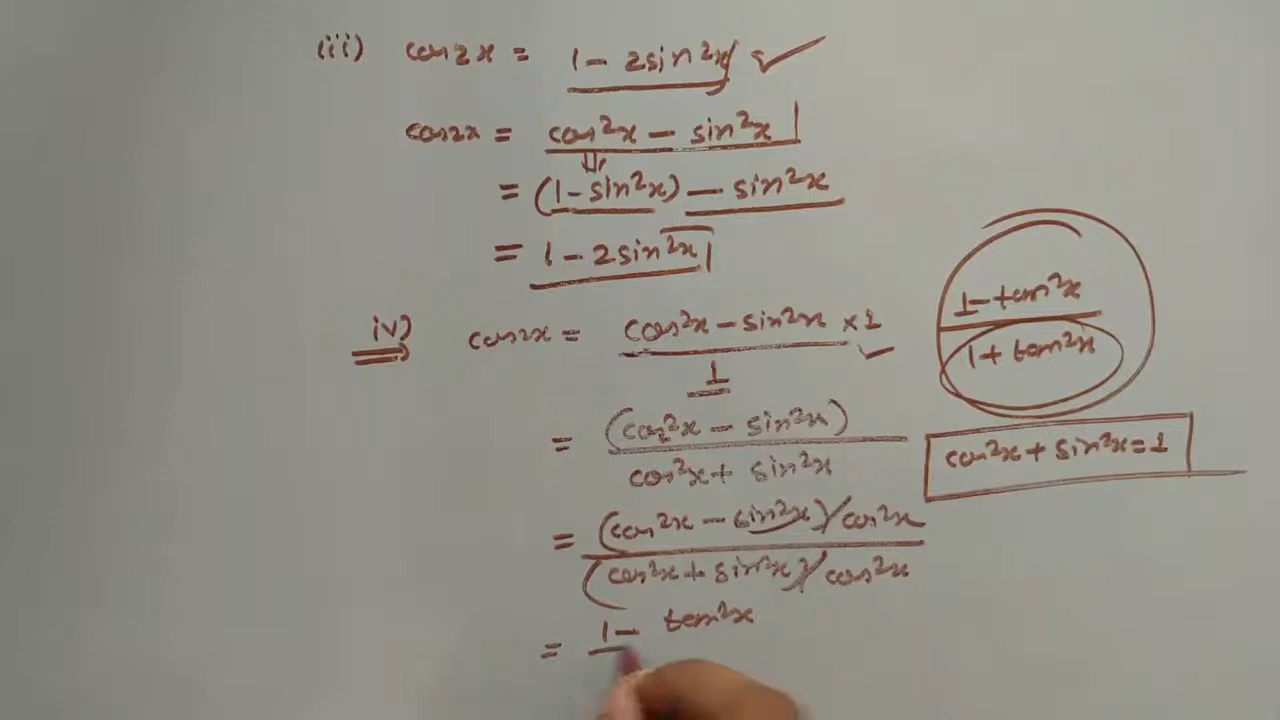 (iii) cos2x = 1 - 2sin²x ✓
cos2x = cos²x - sin²x
= (1 - sin²x) - sin²x
= 1 - 2sin²x
iv) cos2x = cos²x - sin²x × 1
1
= (cos²x - sin²x)
cos²x + sin²x
= (cos²x - sin²x)/cos²x
(cos²x + sin²x)/cos²x
= 1 - tan²x
1 - tan²x
1 + tan²x
cos²x + sin²x = 1